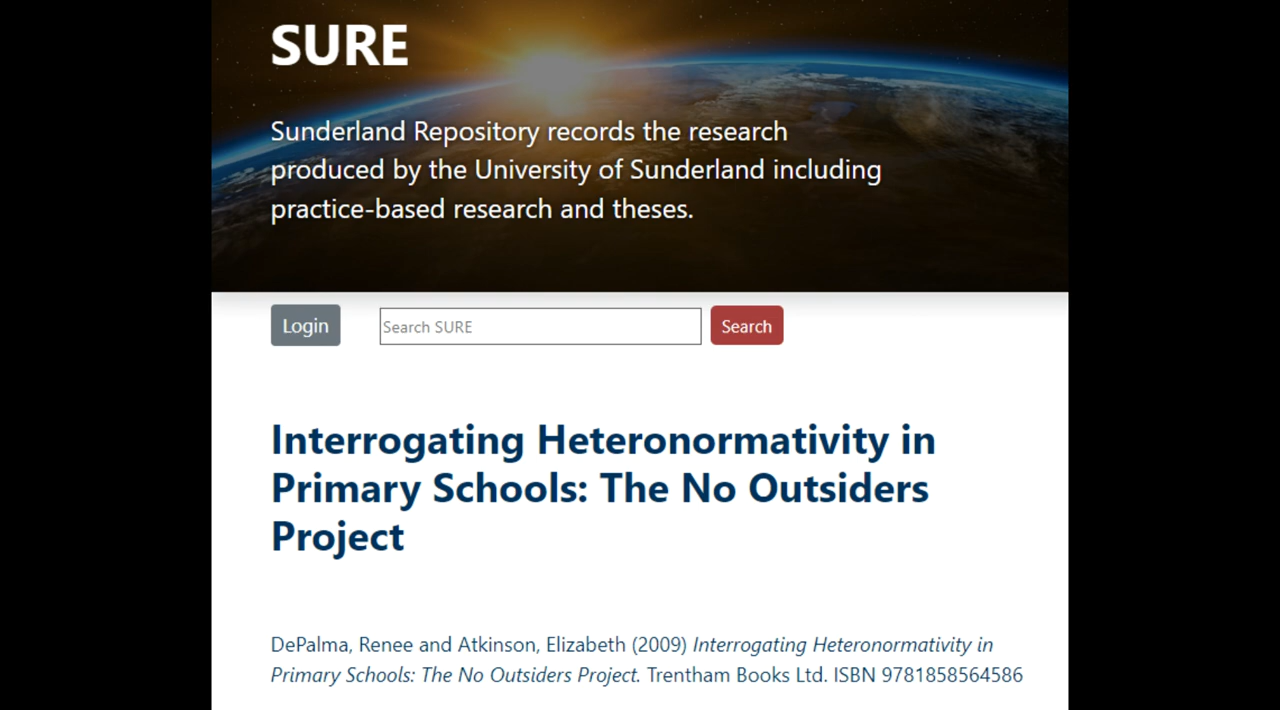 SURE
Sunderland Repository records the research
produced by the University of Sunderland including
practice-based research and theses.
Login
Search SURE
Search
Interrogating Heteronormativity in
Primary Schools: The No Outsiders
Project
DePalma, Renee and Atkinson, Elizabeth (2009) Interrogating Heteronormativity in
Primary Schools: The No Outsiders Project. Trentham Books Ltd. ISBN 9781858564586